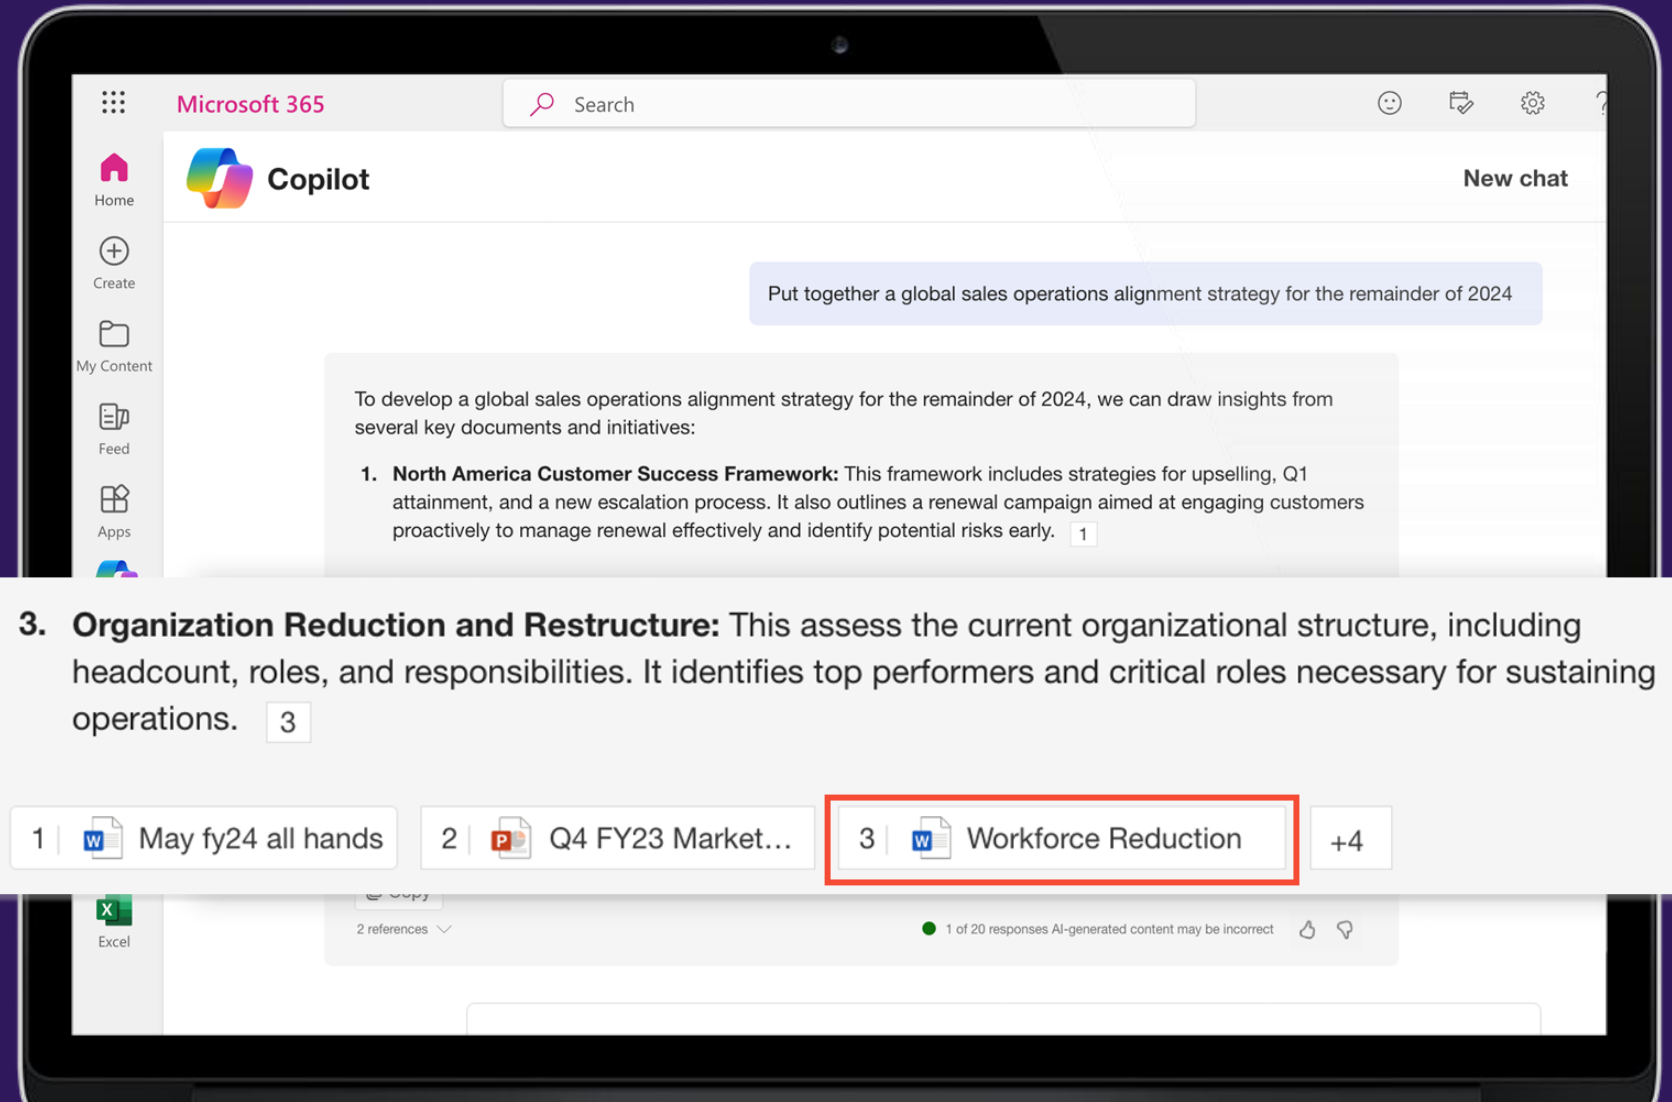 Microsoft 365
Search
?
Home
Create
My Content
Feed
Apps
Copilot
New chat
Put together a global sales operations alignment strategy for the remainder of 2024
To develop a global sales operations alignment strategy for the remainder of 2024, we can draw insights from
several key documents and initiatives:
1. North America Customer Success Framework: This framework includes strategies for upselling, Q1
attainment, and a new escalation process. It also outlines a renewal campaign aimed at engaging customers
proactively to manage renewal effectively and identify potential risks early. 1
3. Organization Reduction and Restructure: This assess the current organizational structure, including
headcount, roles, and responsibilities. It identifies top performers and critical roles necessary for sustaining
operations. 3
1 W May fy24 all hands
2 P Q4 FY23 Market...
3 W Workforce Reduction
+4
Copy
X
Excel
2 references
1 of 20 responses AI-generated content may be incorrect